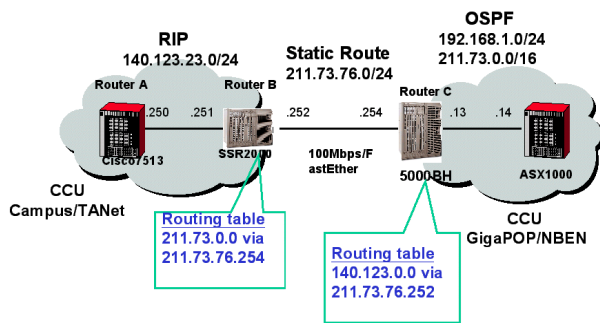 RIP
140.123.23.0/24
Static Route
211.73.76.0/24
OSPF
192.168.1.0/24
211.73.0.0/16
Router A
Router B
Router C
.250
.251
.252
.254
.13
.14
Cisco7513
SSR2000
100Mbps/F
astEther
5000BH
ASX1000
CCU
Campus/TANet
CCU
GigaPOP/NBEN
Routing table
211.73.0.0 via
211.73.76.254
Routing table
140.123.0.0 via
211.73.76.252